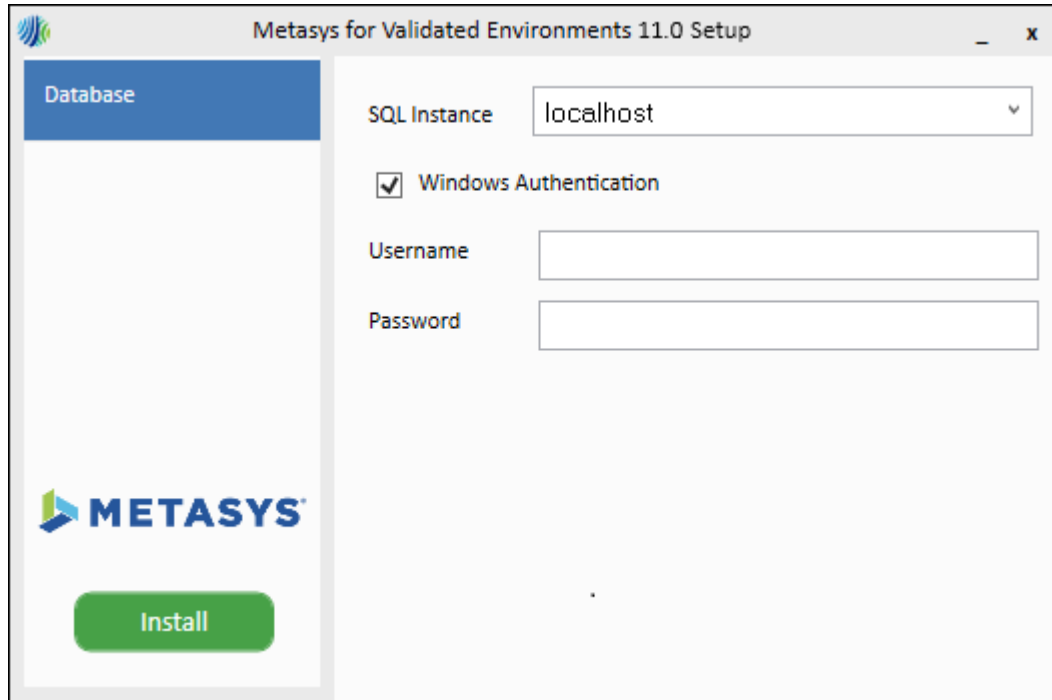 Metasys for Validated Environments 11.0 Setup
_ x
Database
SQL Instance localhost
Windows Authentication
Username
Password
METASYS®
Install